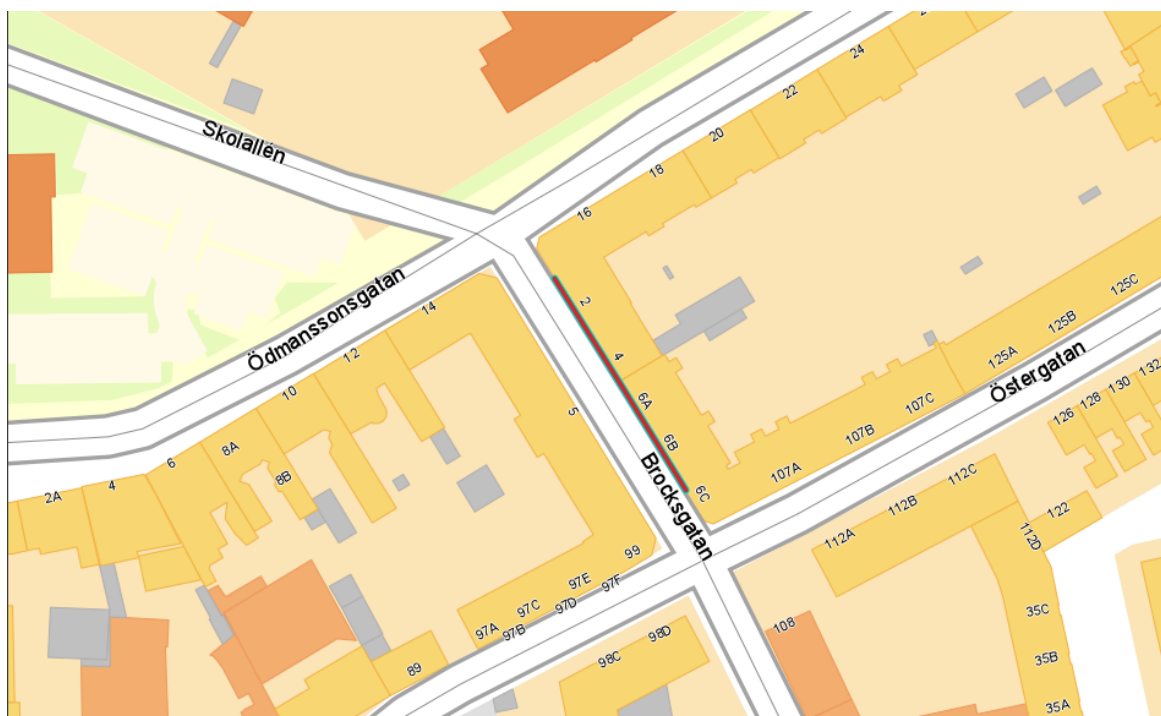 24
22
20
18
16
Skolallén
Ödmanssonsgatan
14
12
10
8A
8B
6
4
2A
2
4
6A
6B
6C
5
Brocksgatan
125C
125B
125A
Östergatan
107C
107B
107A
132
130
128
126
122
112C
112B
112A
112D
99
97F
97E
97D
97C
97B
97A
89
98D
98C
108
35C
35B
35A